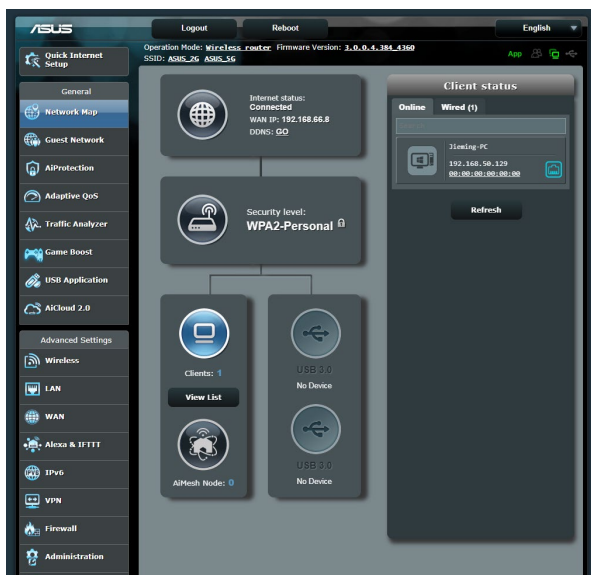 ASUS
Logout
Reboot
English
Quick Internet
Setup
Operation Mode: Wireless router Firmware Version: 3.0.0.4.384_4360
SSID: ASUS_2G ASUS_5G
App
General
Network Map
Guest Network
AiProtection
Adaptive QoS
Traffic Analyzer
Game Boost
USB Application
AiCloud 2.0
Advanced Settings
Wireless
LAN
WAN
Alexa & IFTTT
IPv6
VPN
Firewall
Administration
Internet status:
Connected
WAN IP: 192.168.66.8
DDNS: GO
Security level:
WPA2-Personal
Clients: 1
View List
AiMesh Node: 0
USB 3.0
No Device
USB 3.0
No Device
Client status
Online Wired (1)
Jieming-PC
192.168.50.129
00:00:00:00:00:00
Refresh